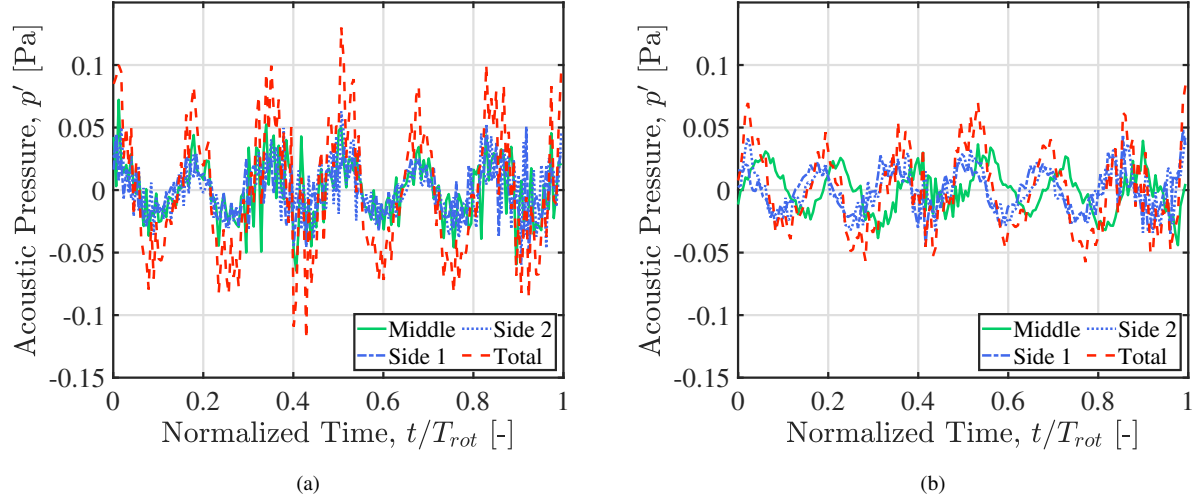 Acoustic Pressure, p′ [Pa]
0.1
0.05
0
-0.05
-0.1
-0.15
0 0.2 0.4 0.6 0.8 1
Normalized Time, t/T_rot [-]
Middle Side 2
Side 1 Total
(a)
Acoustic Pressure, p′ [Pa]
0.1
0.05
0
-0.05
-0.1
-0.15
0 0.2 0.4 0.6 0.8 1
Normalized Time, t/T_rot [-]
Middle Side 2
Side 1 Total
(b)